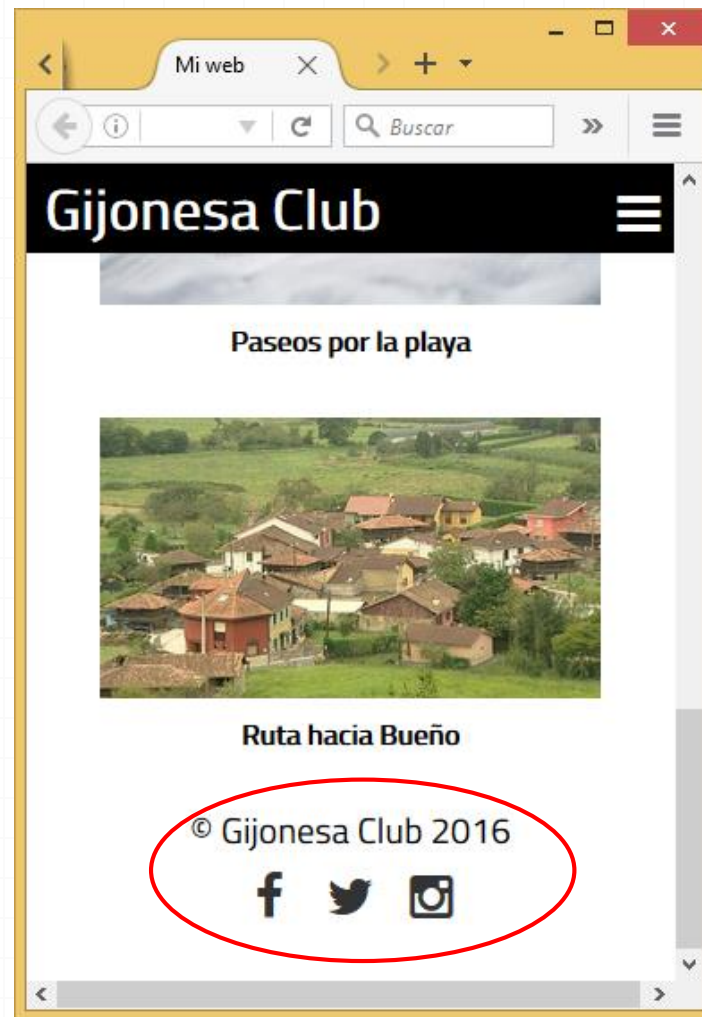 Mi web
Buscar
Gijonesa Club
Paseos por la playa
Ruta hacia Bueño
© Gijonesa Club 2016